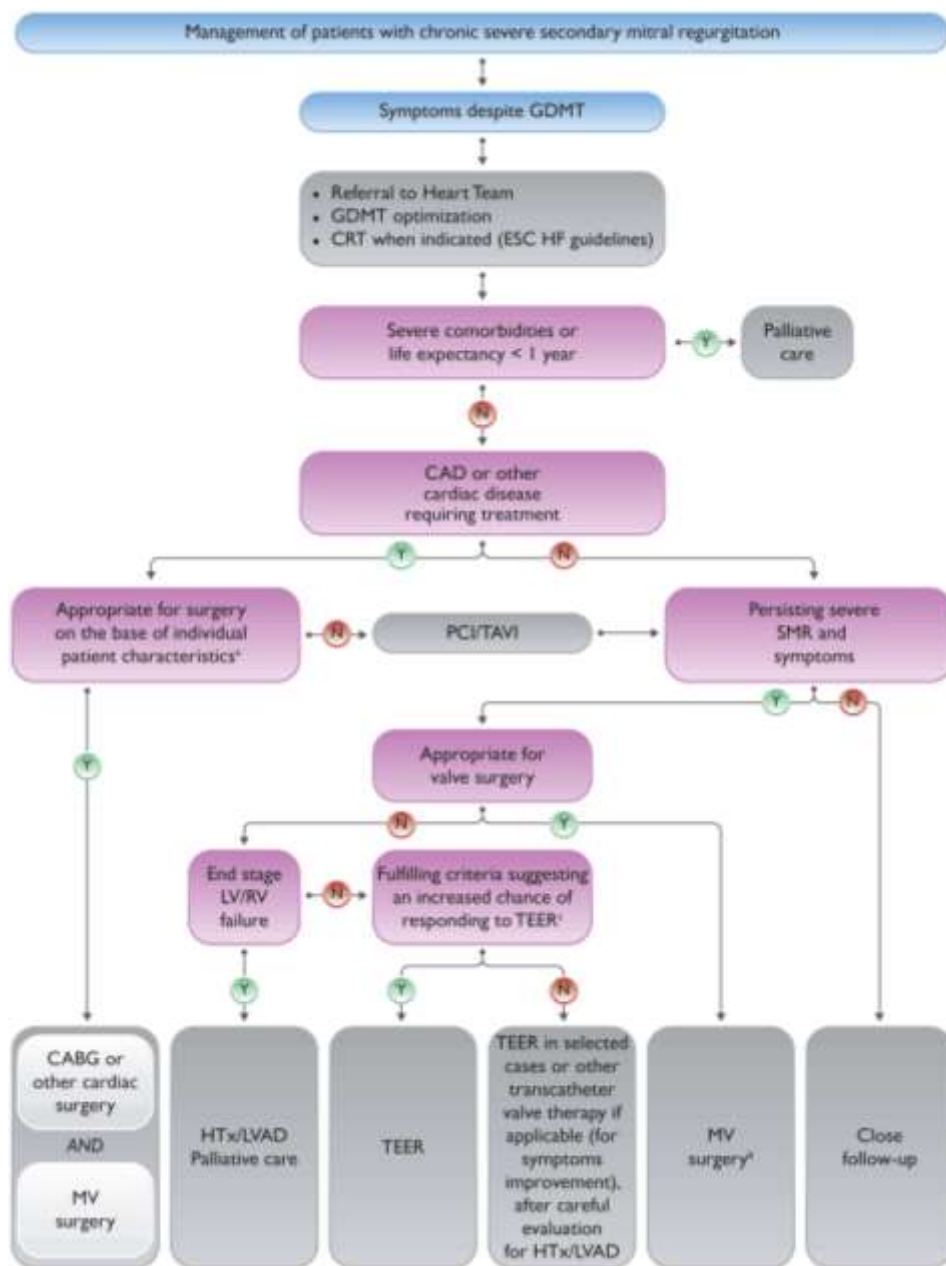 Management of patients with chronic severe secondary mitral regurgitation
Symptoms despite GDMT
• Referral to Heart Team
• GDMT optimization
• CRT when indicated (ESC HF guidelines)
Severe comorbidities or
life expectancy < 1 year
Y
Palliative
care
N
CAD or other
cardiac disease
requiring treatment
Y
N
Appropriate for surgery
on the base of individual
patient characteristicsᵃ
N
PCI/TAVI
Persisting severe
SMR and
symptoms
Y
N
Appropriate for
valve surgery
Y
N
Y
End stage
LV/RV
failure
N
Fulfilling criteria suggesting
an increased chance of
responding to TEERᶜ
Y
Y
N
CABG or
other cardiac
surgery
AND
MV
surgery
HTx/LVAD
Palliative care
TEER
TEER in selected
cases or other
transcatheter
valve therapy if
applicable (for
symptoms
improvement),
after careful
evaluation
for HTx/LVAD
MV
surgeryᵇ
Close
follow-up